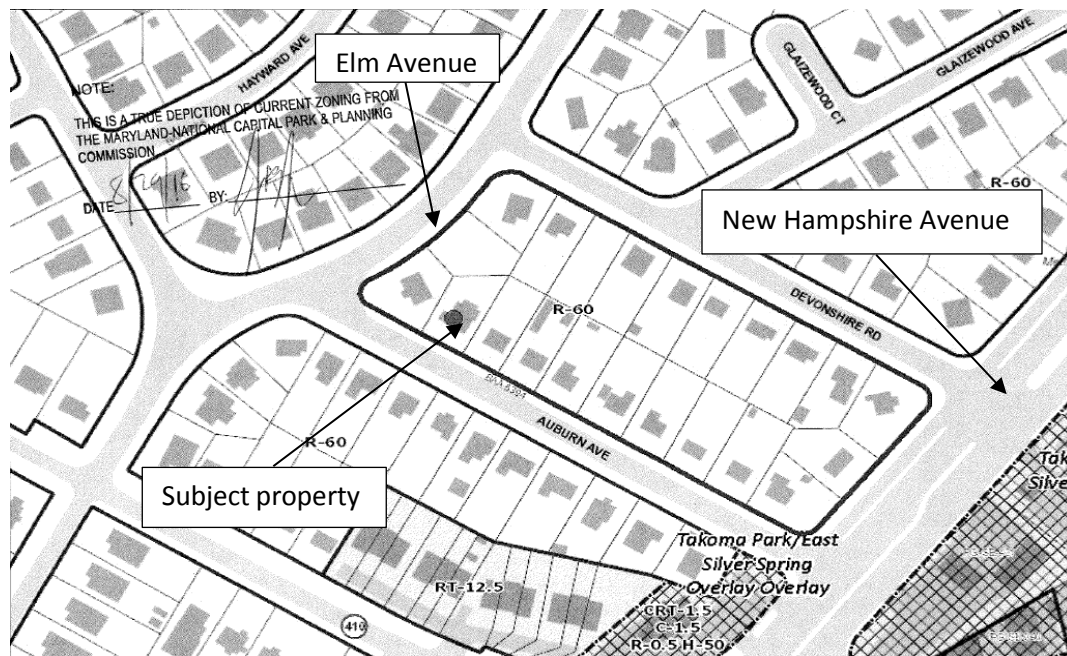 HAYWARD AVE
Elm Avenue
GLAIZEWOOD CT
GLAIZEWOOD AVE
NOTE:
THIS IS A TRUE DEPICTION OF CURRENT ZONING FROM
THE MARYLAND-NATIONAL CAPITAL PARK & PLANNING
COMMISSION
DATE 8/29/16 BY:
R-60
New Hampshire Avenue
R-60
DEVONSHIRE RD
AUBURN AVE
R-60
Subject property
Takoma Park/East
Silver Spring
Overlay Overlay
RT-12.5
CRT-1.5
C-1.5
R-0.5 H-50
410